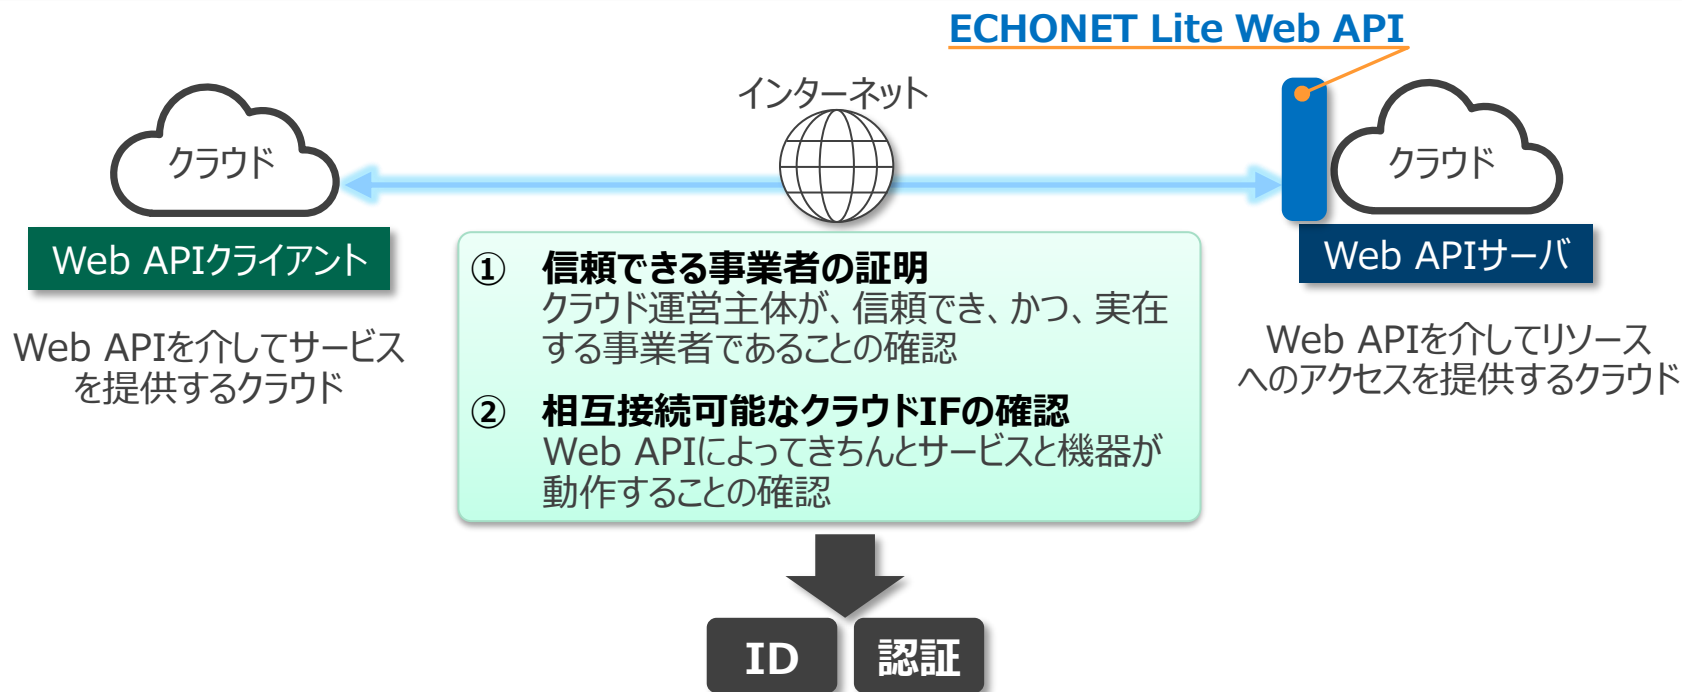 ECHONET Lite Web API
インターネット
クラウド
クラウド
Web APIクライアント
Web APIサーバ
Web APIを介してサービス
を提供するクラウド
① 信頼できる事業者の証明
クラウド運営主体が、信頼でき、かつ、実在
する事業者であることの確認
② 相互接続可能なクラウドIFの確認
Web APIによってきちんとサービスと機器が
動作することの確認
Web APIを介してリソース
へのアクセスを提供するクラウド
ID
認証